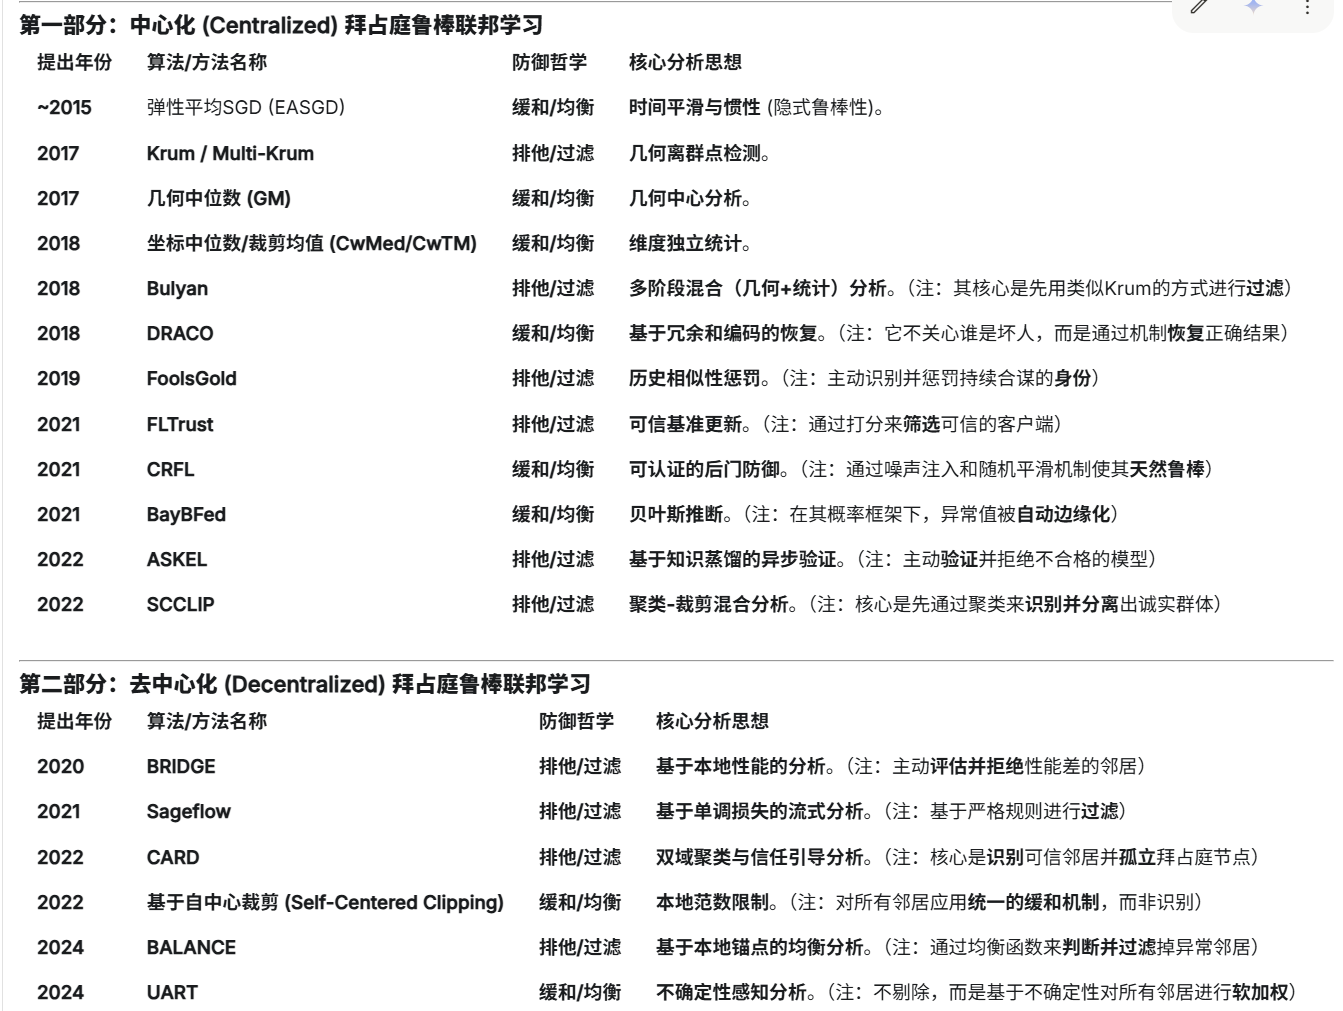 第一部分：中心化 (Centralized) 拜占庭鲁棒联邦学习
提出年份 算法/方法名称 防御哲学 核心分析思想
~2015 弹性平均SGD (EASGD) 缓和/均衡 时间平滑与惯性 (隐式鲁棒性)。
2017 Krum / Multi-Krum 排他/过滤 几何离群点检测。
2017 几何中位数 (GM) 缓和/均衡 几何中心分析。
2018 坐标中位数/裁剪均值 (CwMed/CwTM) 缓和/均衡 维度独立统计。
2018 Bulyan 排他/过滤 多阶段混合（几何+统计）分析。（注：其核心是先用类似Krum的方式进行过滤）
2018 DRACO 缓和/均衡 基于冗余和编码的恢复。（注：它不关心谁是坏人，而是通过机制恢复正确结果）
2019 FoolsGold 排他/过滤 历史相似性惩罚。（注：主动识别并惩罚持续合谋的身份）
2021 FLTrust 排他/过滤 可信基准更新。（注：通过打分来筛选可信的客户端）
2021 CRFL 缓和/均衡 可认证的后门防御。（注：通过噪声注入和随机平滑机制使其天然鲁棒）
2021 BayBFed 缓和/均衡 贝叶斯推断。（注：在其概率框架下，异常值被自动边缘化）
2022 ASKEL 排他/过滤 基于知识蒸馏的异步验证。（注：主动验证并拒绝不合格的模型）
2022 SCCLIP 排他/过滤 聚类-裁剪混合分析。（注：核心是先通过聚类来识别并分离出诚实群体）
第二部分：去中心化 (Decentralized) 拜占庭鲁棒联邦学习
提出年份 算法/方法名称 防御哲学 核心分析思想
2020 BRIDGE 排他/过滤 基于本地性能的分析。（注：主动评估并拒绝性能差的邻居）
2021 Sageflow 排他/过滤 基于单调损失的流式分析。（注：基于严格规则进行过滤）
2022 CARD 排他/过滤 双域聚类与信任引导分析。（注：核心是识别可信邻居并孤立拜占庭节点）
2022 基于自中心裁剪 (Self-Centered Clipping) 缓和/均衡 本地范数限制。（注：对所有邻居应用统一的缓和机制，而非识别）
2024 BALANCE 排他/过滤 基于本地锚点的均衡分析。（注：通过均衡函数来判断并过滤掉异常邻居）
2024 UART 缓和/均衡 不确定性感知分析。（注：不剔除，而是基于不确定性对所有邻居进行软加权）